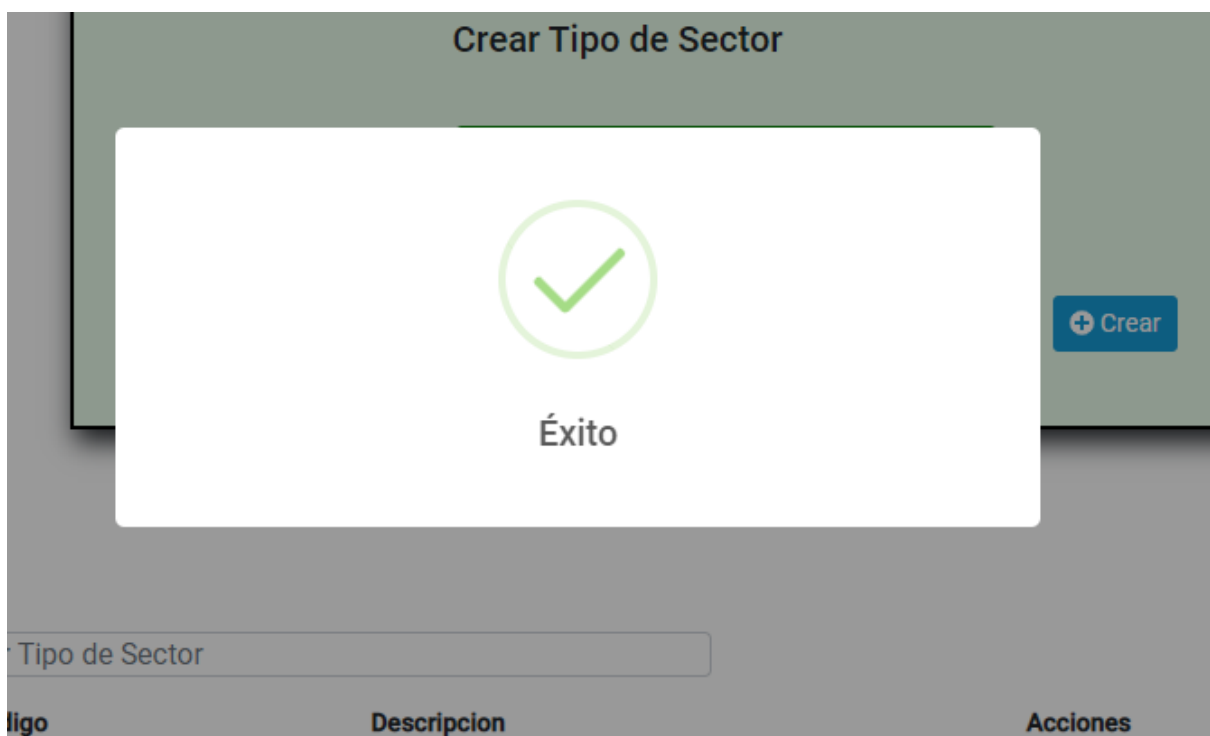 Crear Tipo de Sector
Crear
Éxito
Tipo de Sector
digo Descripcion Acciones